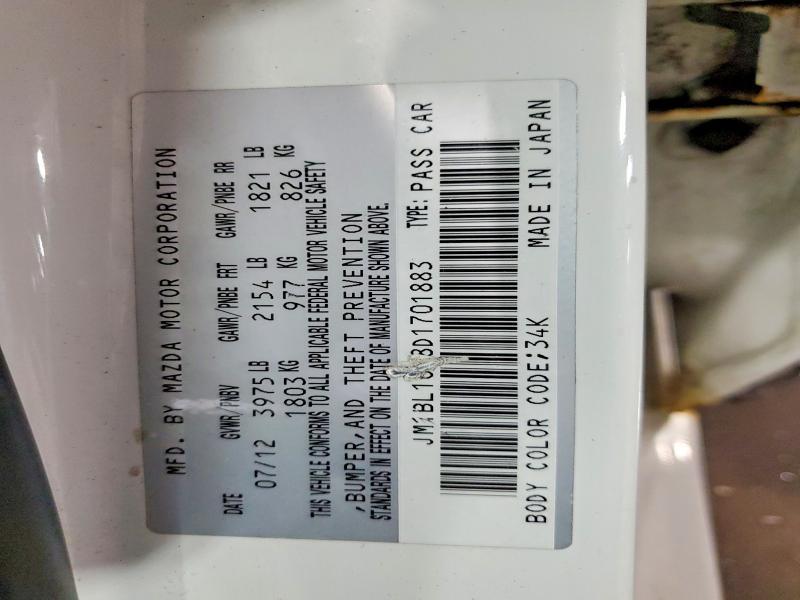 MFD. BY MAZDA MOTOR CORPORATION
DATE GVWR/PNBV GAWR/PNBE FRT GAWR/PNBE RR
07/12 3975 LB 2154 LB 1821 LB
1803 KG 977 KG 826 KG
THIS VEHICLE CONFORMS TO ALL APPLICABLE FEDERAL MOTOR VEHICLE SAFETY
,BUMPER,AND THEFT PREVENTION
STANDARDS IN EFFECT ON THE DATE OF MANUFACTURE SHOWN ABOVE.
TYPE: PASS CAR
BODY COLOR CODE;34K MADE IN JAPAN